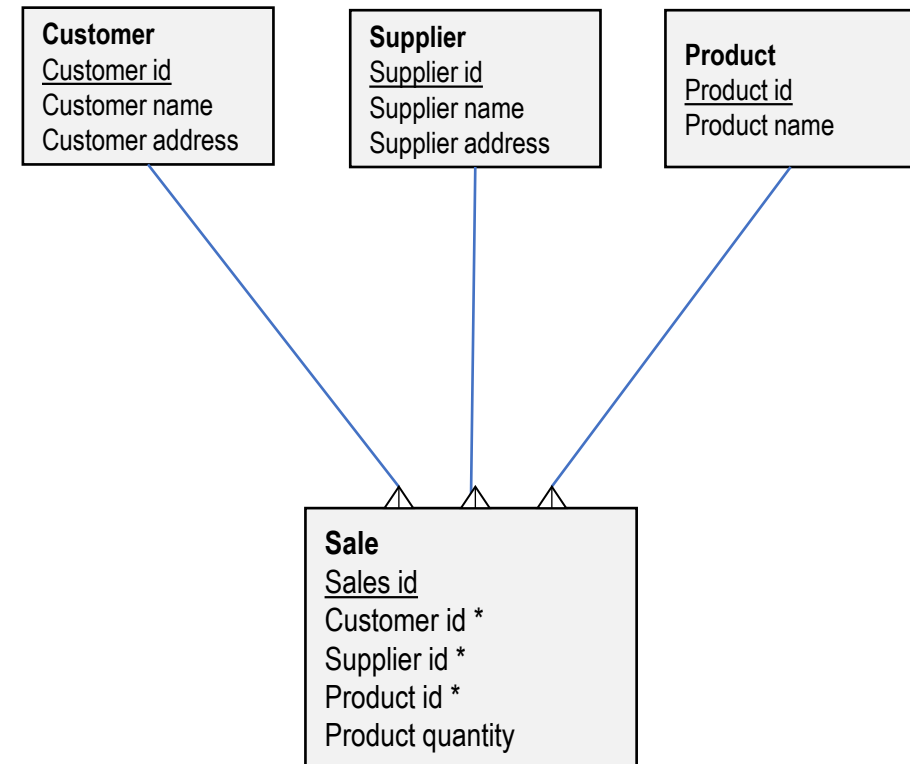 Customer
Customer id
Customer name
Customer address
Supplier
Supplier id
Supplier name
Supplier address
Product
Product id
Product name
Sale
Sales id
Customer id *
Supplier id *
Product id *
Product quantity